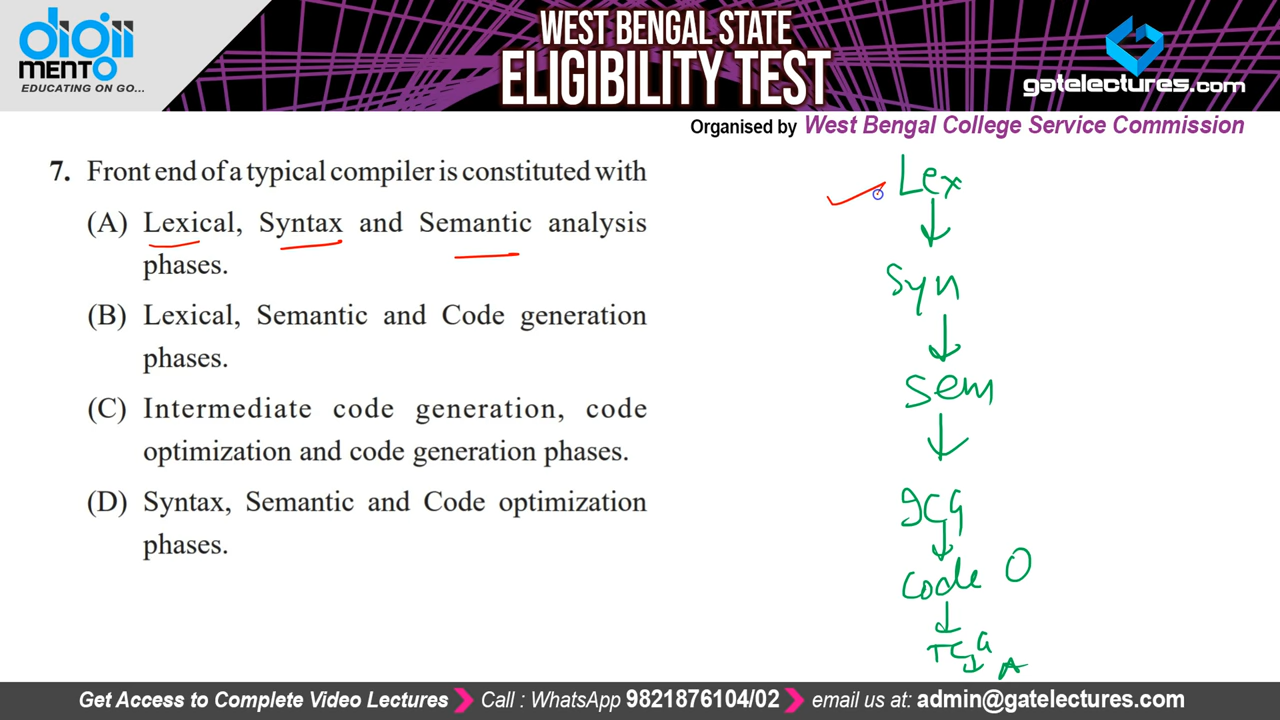 digii
MENTO
EDUCATING ON GO...
WEST BENGAL STATE
ELIGIBILITY TEST
gatelectures.com
Organised by West Bengal College Service Commission
7. Front end of a typical compiler is constituted with
(A) Lexical, Syntax and Semantic analysis
phases.
(B) Lexical, Semantic and Code generation
phases.
(C) Intermediate code generation, code
optimization and code generation phases.
(D) Syntax, Semantic and Code optimization
phases.
Lex
Syn
Sem
ICG
Code O
TCG
A
Get Access to Complete Video Lectures Call : WhatsApp 9821876104/02 email us at: admin@gatelectures.com